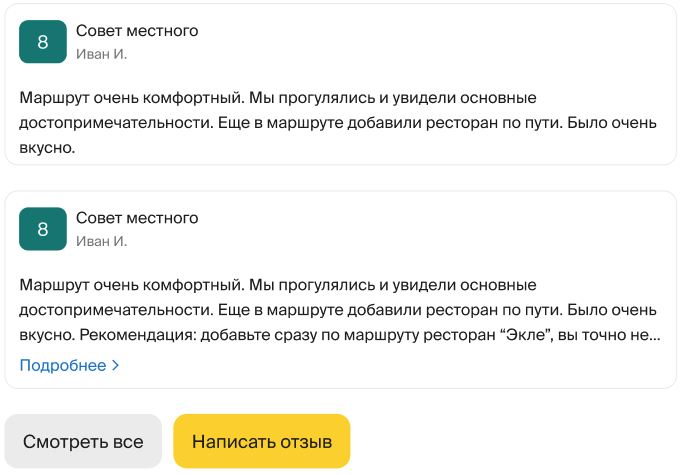 8
Совет местного
Иван И.
Маршрут очень комфортный. Мы прогулялись и увидели основные
достопримечательности. Еще в маршруте добавили ресторан по пути. Было очень
вкусно.
8
Совет местного
Иван И.
Маршрут очень комфортный. Мы прогулялись и увидели основные
достопримечательности. Еще в маршруте добавили ресторан по пути. Было очень
вкусно. Рекомендация: добавьте сразу по маршруту ресторан “Экле”, вы точно не...
Подробнее >
Смотреть все
Написать отзыв